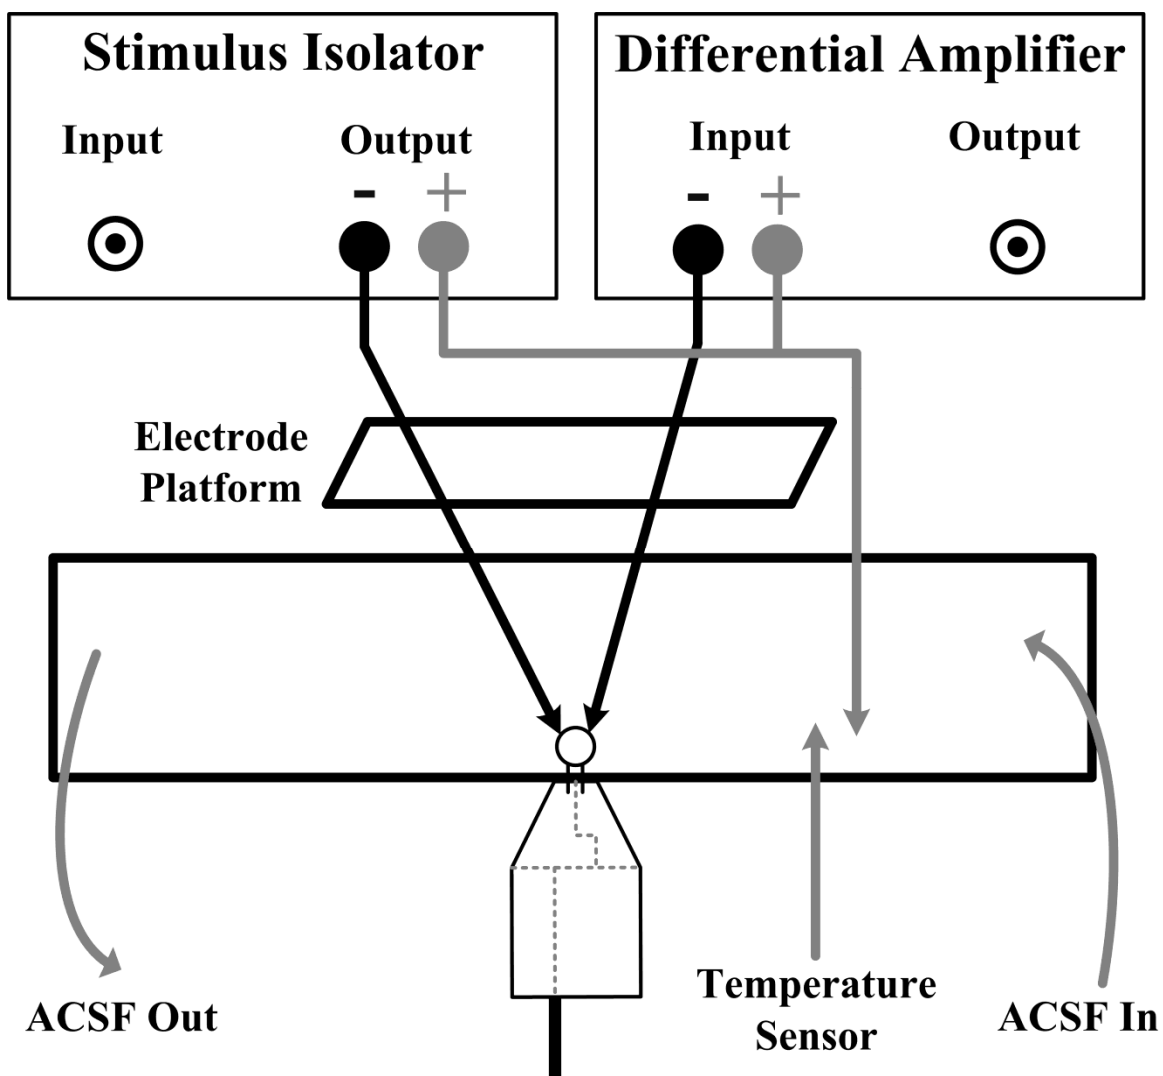 Stimulus Isolator
Input
Output
- +
Differential Amplifier
Input
Output
- +
Electrode
Platform
ACSF Out
Temperature
Sensor
ACSF In